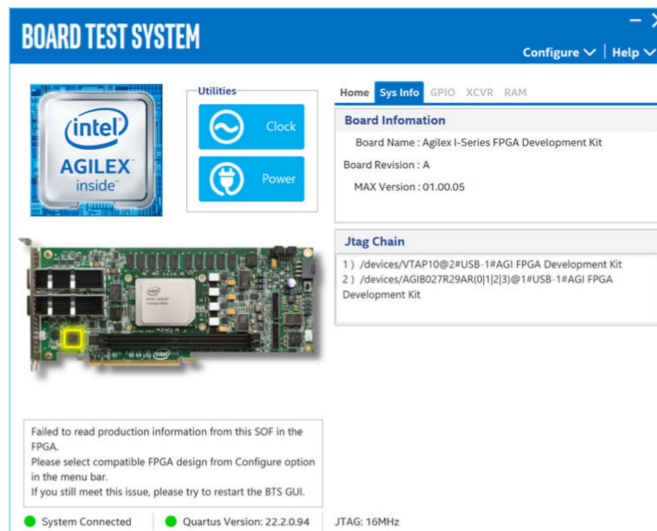 BOARD TEST SYSTEM
Configure
Help
intel
AGILEX
inside
Utilities
Clock
Power
Home Sys Info GPIO XCVR RAM
Board Infomation
Board Name : Agilex I-Series FPGA Development Kit
Board Revision : A
MAX Version : 01.00.05
Jtag Chain
1 ) /devices/VTAP10@2#USB-1#AGI FPGA Development Kit
2 ) /devices/AGIB027R29AR(0|1|2|3)@1#USB-1#AGI FPGA
Development Kit
intel
Failed to read production information from this SOF in the
FPGA.
Please select compatible FPGA design from Configure option
in the menu bar.
If you still meet this issue, please try to restart the BTS GUI.
System Connected
Quartus Version: 22.2.0.94
JTAG: 16MHz